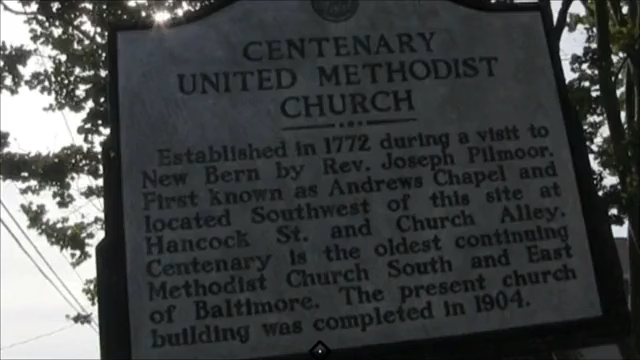 CENTENARY
UNITED METHODIST
CHURCH
Established in 1772 during a visit to
New Bern by Rev. Joseph Pilmoor.
First known as Andrews Chapel and
located Southwest of this site at
Hancock St. and Church Alley.
Centenary is the oldest continuing
Methodist Church South and East
of Baltimore. The present church
building was completed in 1904.